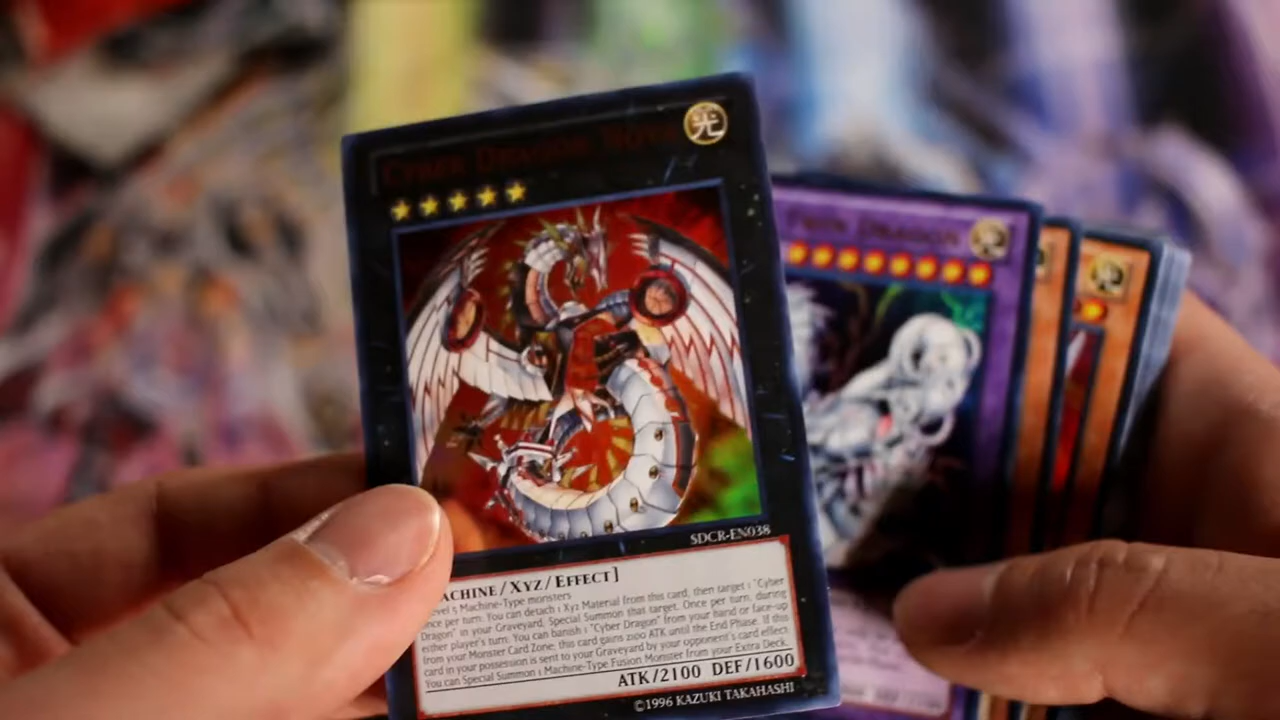 Cyber Dragon Nova
光
Twin Dragon
SDCR-EN038
ACHINE / XYZ / EFFECT]
evel 5 Machine-Type monsters
nce per turn: You can detach 1 Xyz Material from this card, then target 1 "Cyber
Dragon" in your Graveyard; Special Summon that target. Once per turn, during
either player's turn: You can banish 1 "Cyber Dragon" from your hand or face-up
from your Monster Card Zone; this card gains 2100 ATK until the End Phase. If this
card in your possession is sent to your Graveyard by your opponent's card effect:
You can Special Summon 1 Machine-Type Fusion Monster from your Extra Deck.
ATK/2100 DEF/1600
©1996 KAZUKI TAKAHASHI